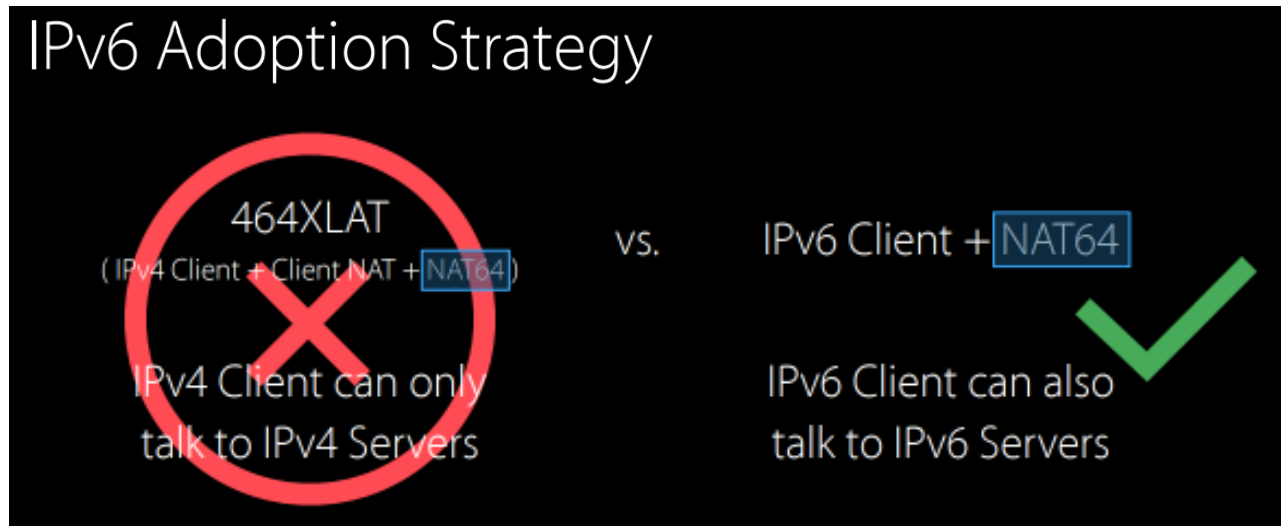 IPv6 Adoption Strategy
464XLAT
( IPv4 Client + Client NAT + NAT64 )
vs.
IPv6 Client + NAT64
IPv4 Client can only
talk to IPv4 Servers
IPv6 Client can also
talk to IPv6 Servers